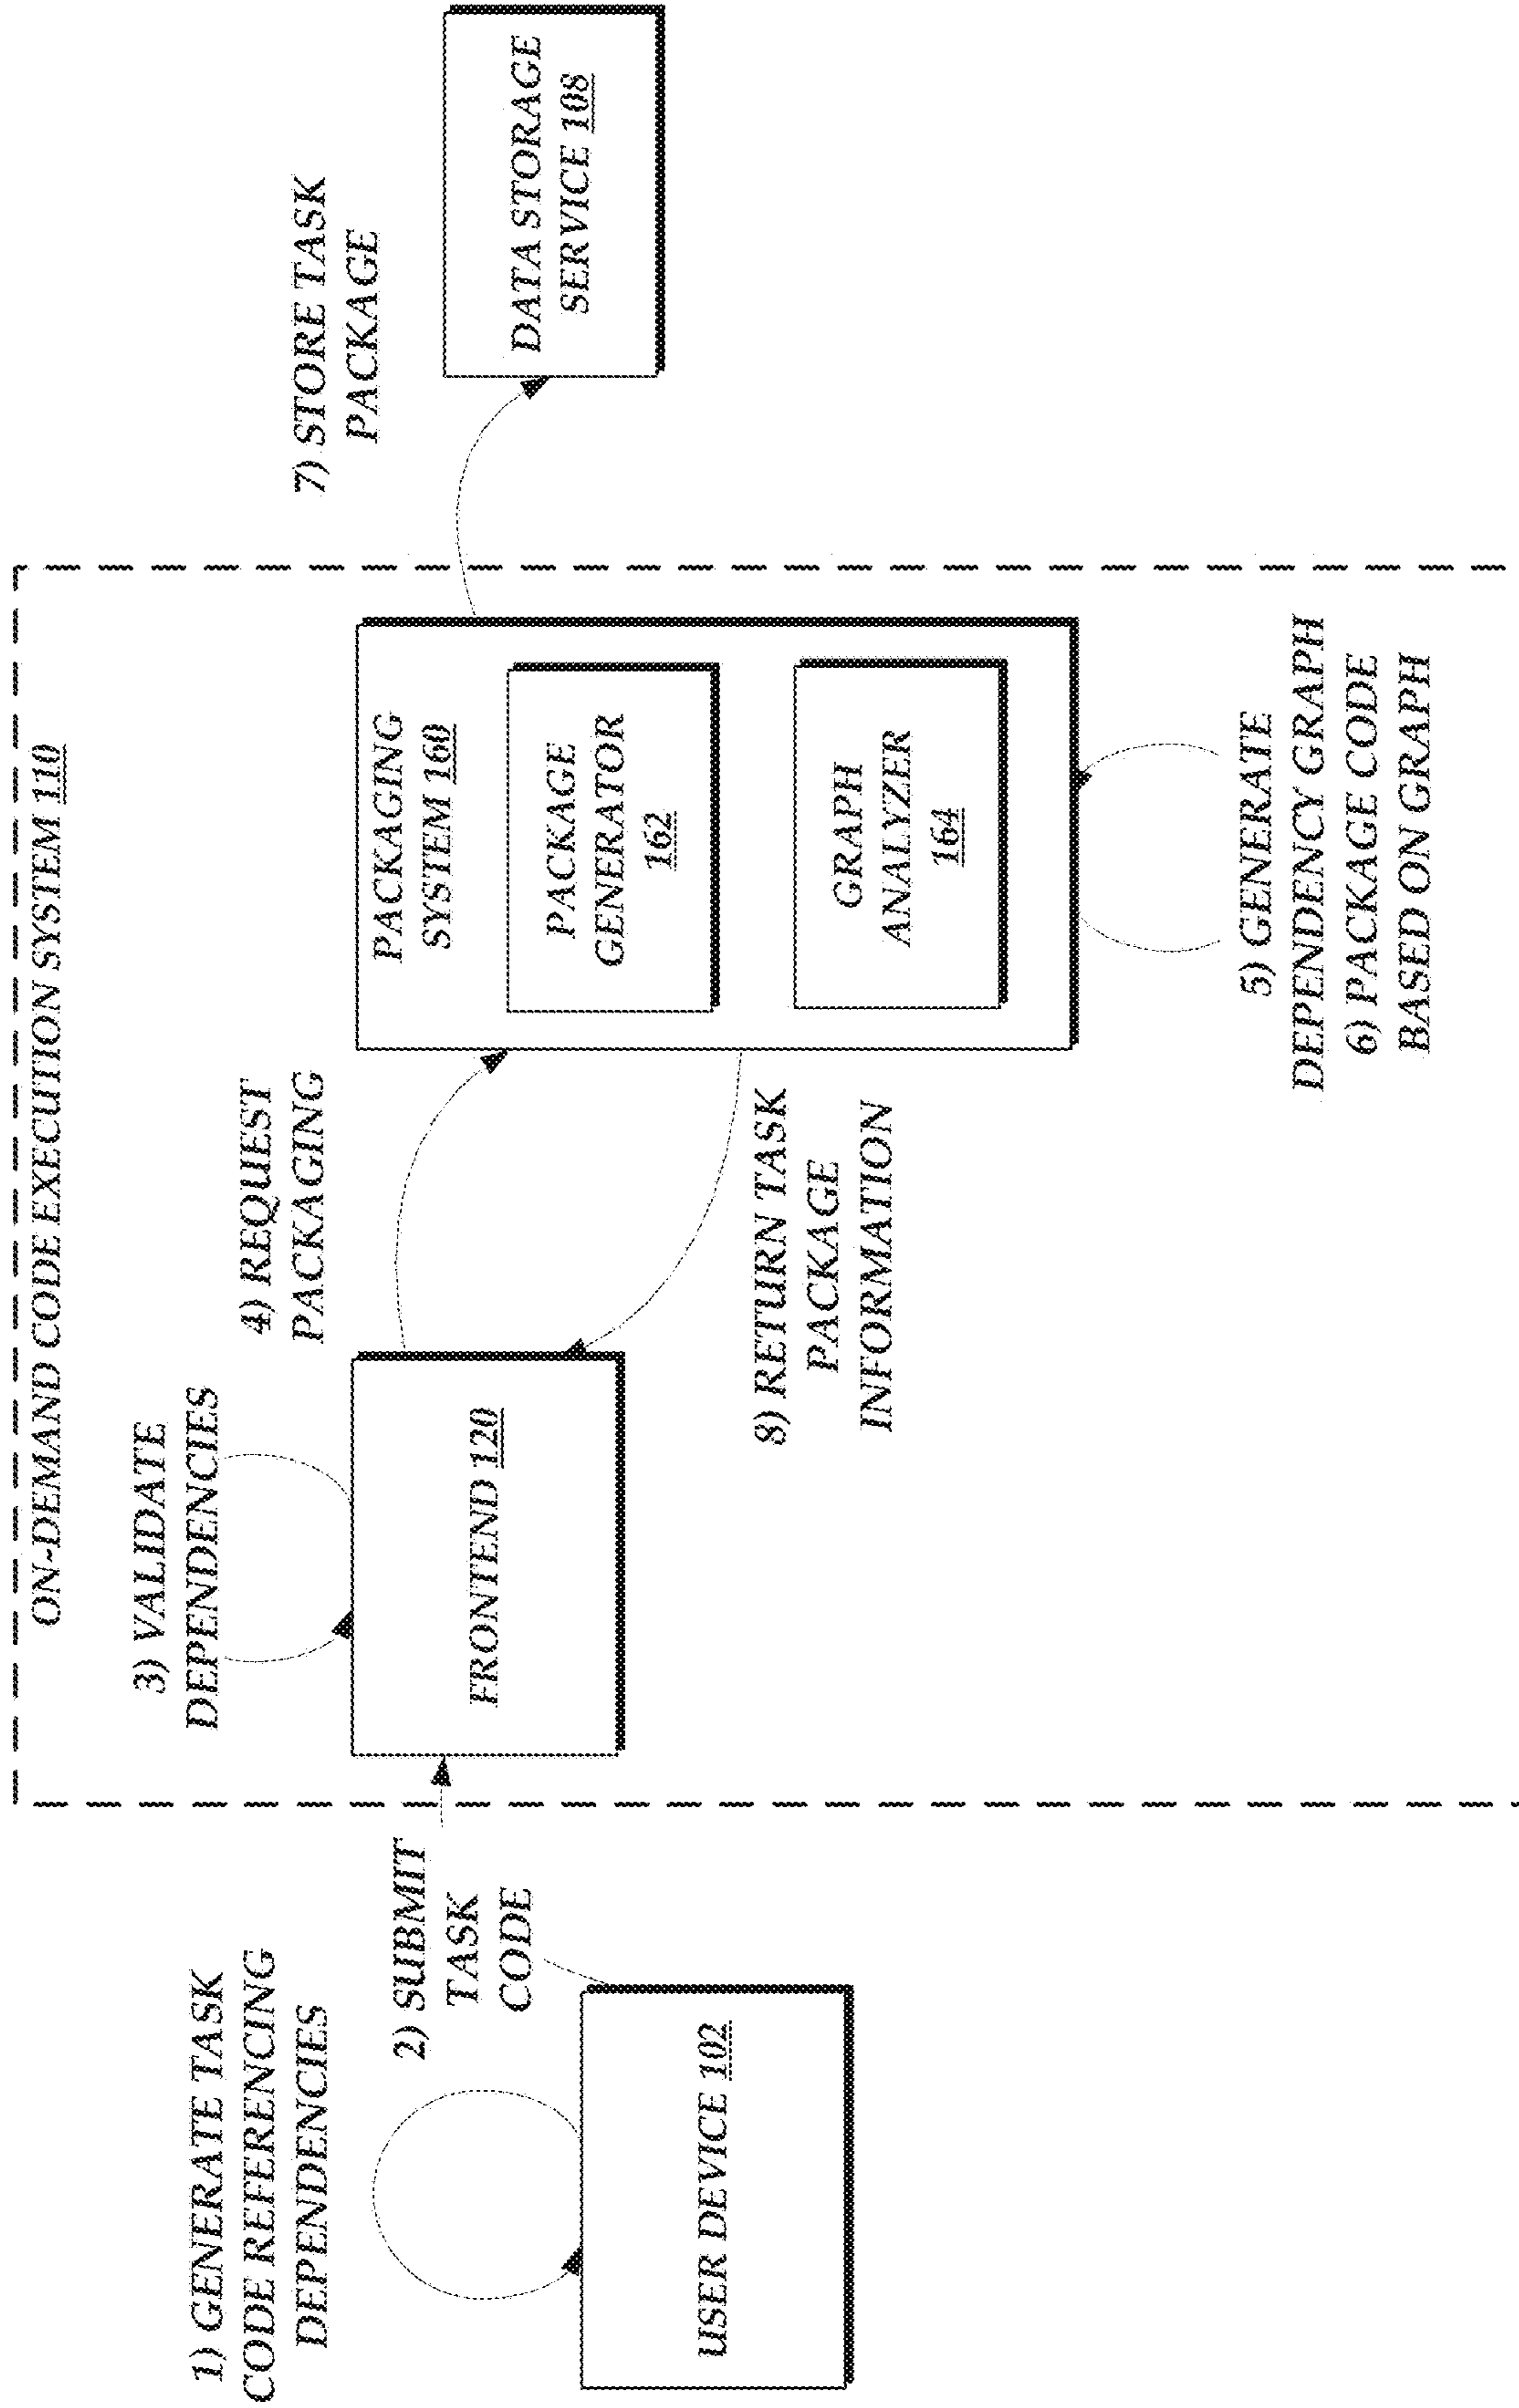 ON-DEMAND CODE EXECUTION SYSTEM 110
1) GENERATE TASK
CODE REFERENCING
DEPENDENCIES
2) SUBMIT
TASK
CODE
USER DEVICE 102
3) VALIDATE
DEPENDENCIES
FRONTEND 120
4) REQUEST
PACKAGING
8) RETURN TASK
PACKAGE
INFORMATION
PACKAGING
SYSTEM 160
PACKAGE
GENERATOR
162
GRAPH
ANALYZER
164
5) GENERATE
DEPENDENCY GRAPH
6) PACKAGE CODE
BASED ON GRAPH
7) STORE TASK
PACKAGE
DATA STORAGE
SERVICE 108